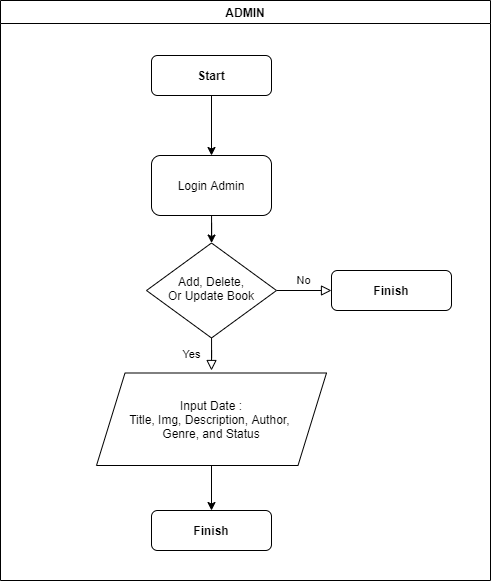 ADMIN
Start
Login Admin
Add, Delete,
Or Update Book
No
Finish
Yes
Input Date :
Title, Img, Description, Author,
Genre, and Status
Finish